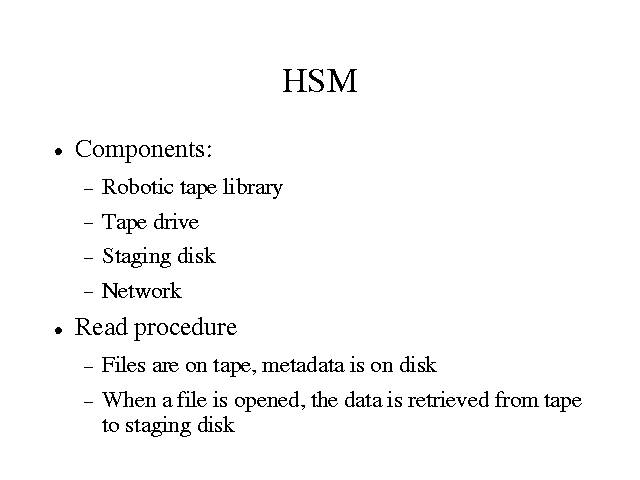 HSM
● Components:
– Robotic tape library
– Tape drive
– Staging disk
– Network
● Read procedure
– Files are on tape, metadata is on disk
– When a file is opened, the data is retrieved from tape
to staging disk